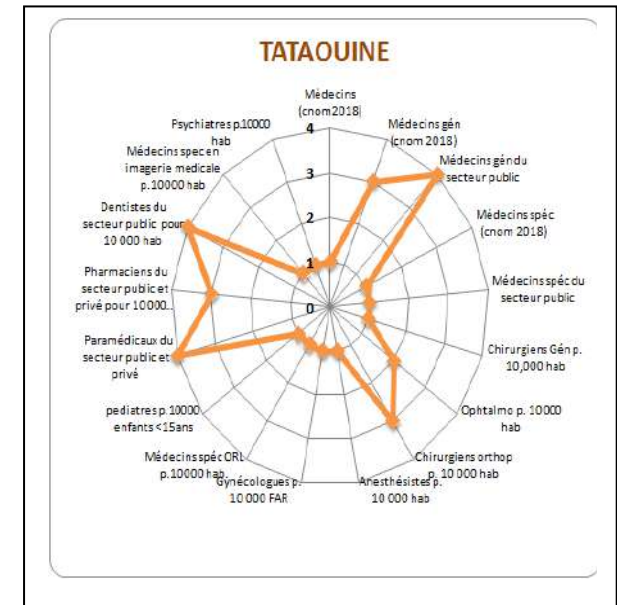 TATAOUINE
Médecins
(cnom2018)
Médecins gén
(cnom 2018)
Médecins gén du
secteur public
Médecins spéc
(cnom 2018)
Médecins spéc du
secteur public
Chirurgiens Gén p.
10,000 hab
Ophtalmo p. 10000
hab
Chirurgiens orthop
p. 10 000 hab
Anesthésistes p.
10 000 hab
Gynécologues p.
10 000 FAR
Médecins spéc ORL
p.10000 hab
pediatres p.10000
enfants <15ans
Paramédicaux du
secteur public et
privé
Pharmaciens du
secteur public et
privé pour 10000...
Dentistes du
secteur public pour
10 000 hab
Médecins spec en
imagerie medicale
p.10000 hab
Psychiatres p.10000
hab
4
3
2
1
0